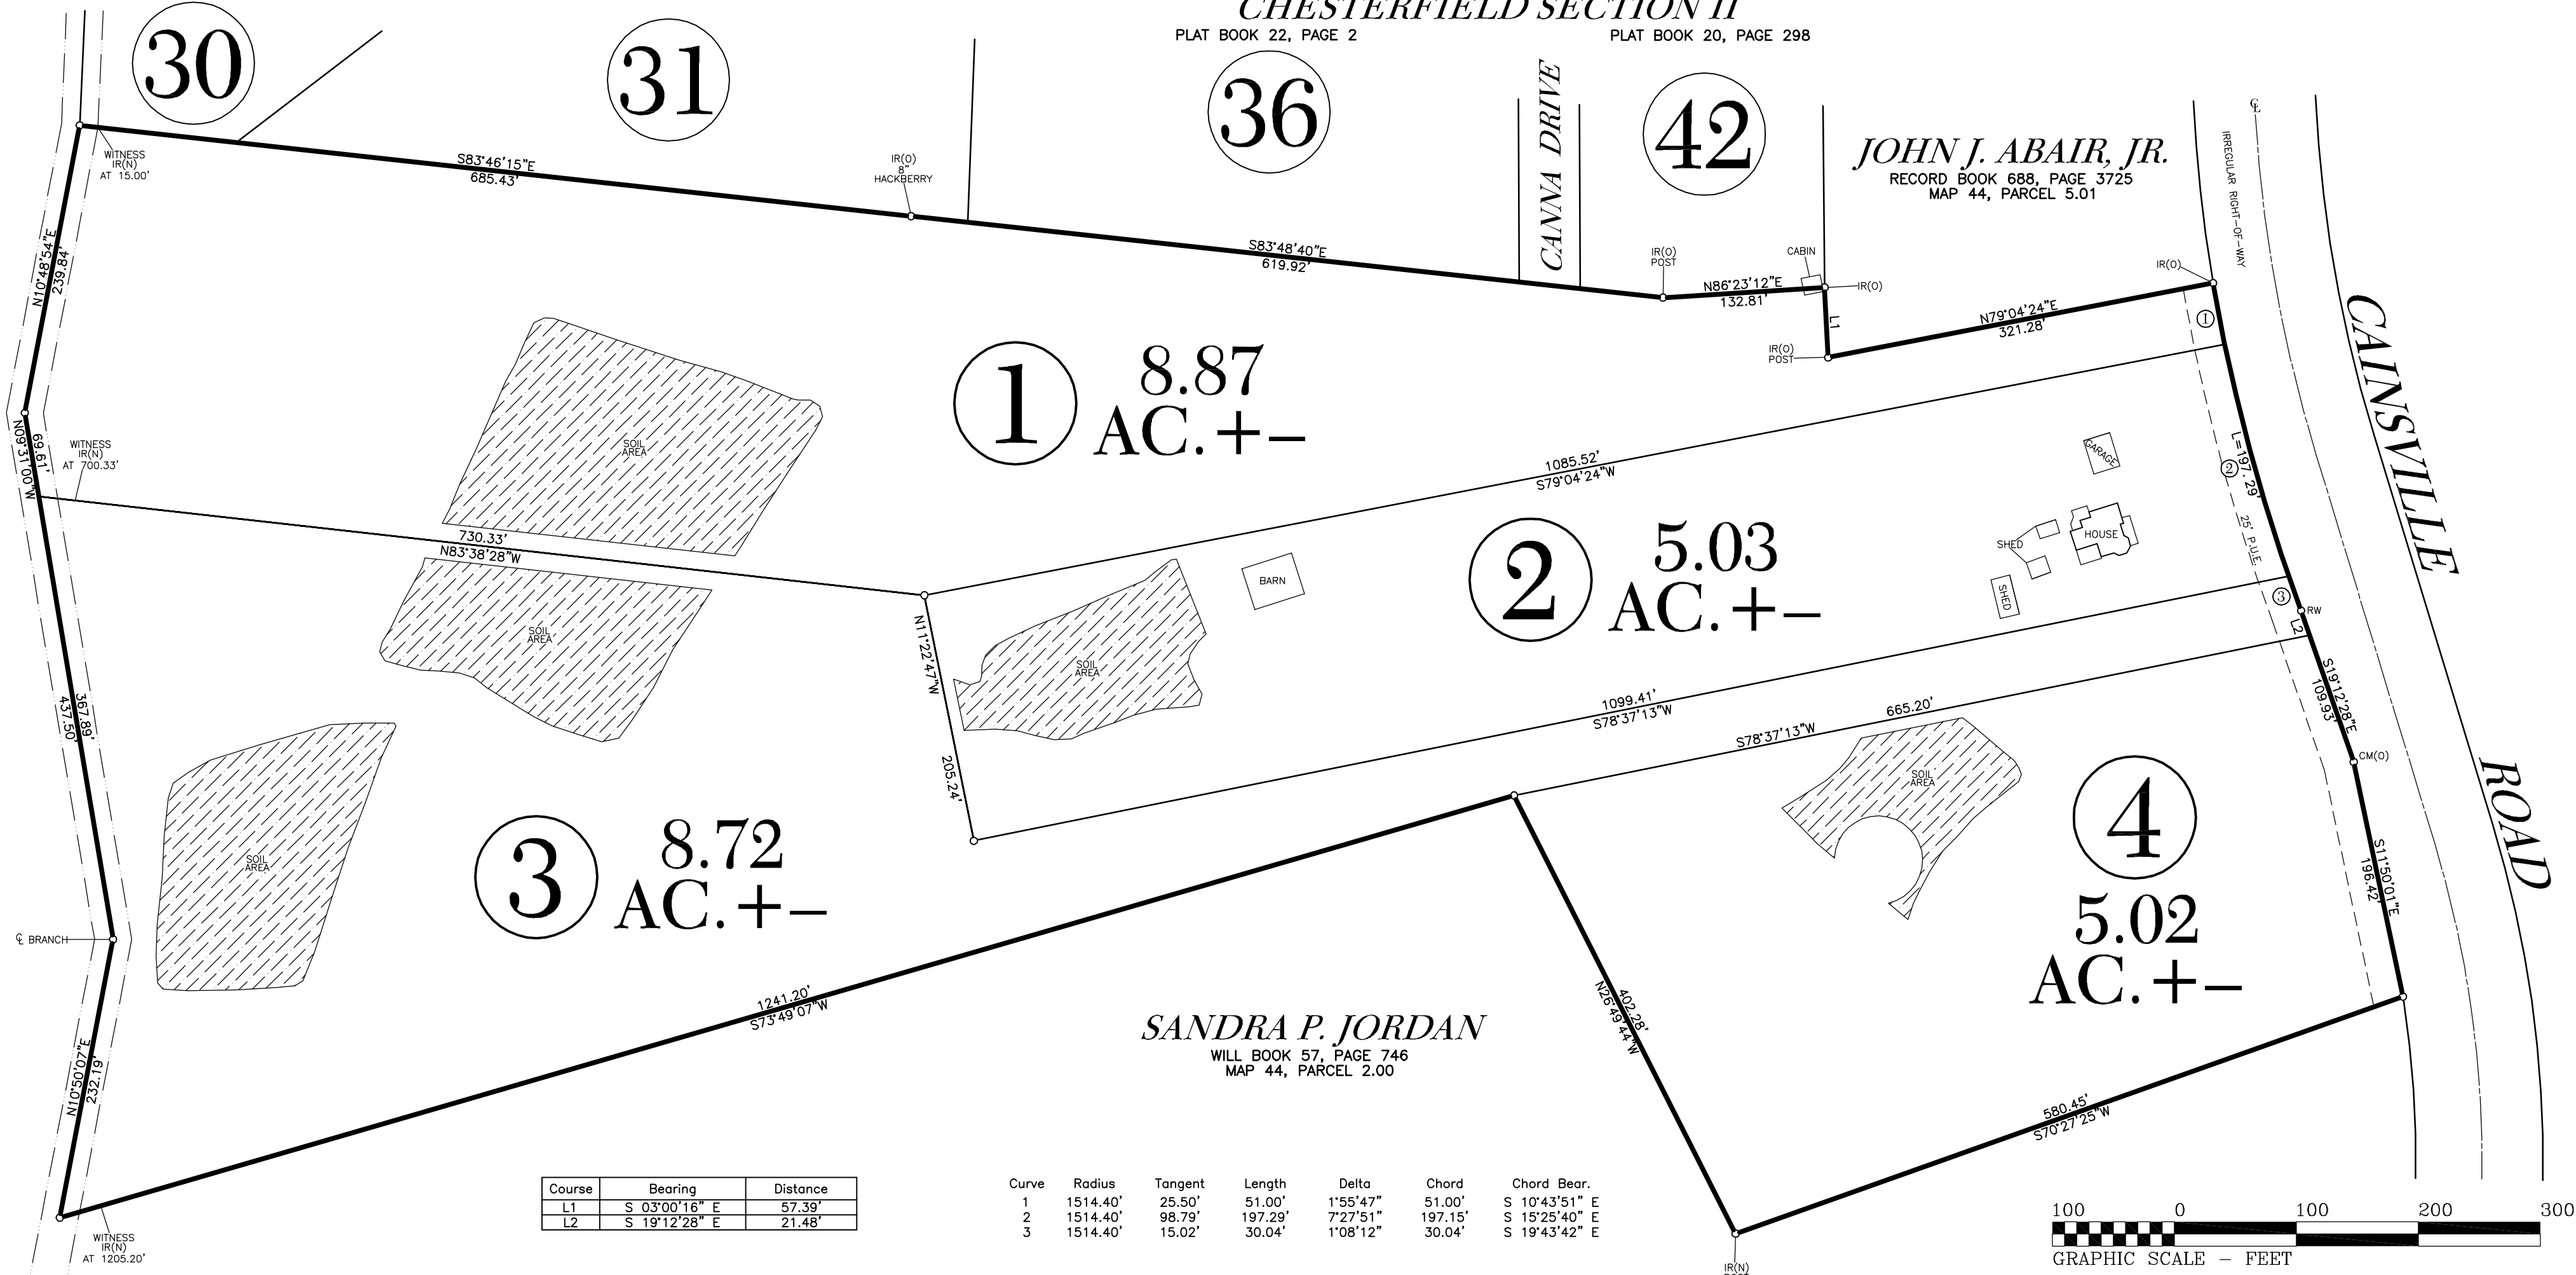 CHESTERFIELD SECTION II
PLAT BOOK 22, PAGE 2
PLAT BOOK 20, PAGE 298
30
31
36
42
CANNA DRIVE
JOHN J. ABAIR, JR.
RECORD BOOK 688, PAGE 3725
MAP 44, PARCEL 5.01
℄
IRREGULAR RIGHT-OF-WAY
CAINSVILLE
ROAD
WITNESS
IR(N)
AT 15.00'
S83°46'15"E
685.43'
IR(O)
8"
HACKBERRY
S83°48'40"E
619.92'
IR(O)
POST
CABIN
N86°23'12"E
132.81'
IR(O)
L1
IR(O)
POST
N79°04'24"E
321.28'
IR(O)
1
N10°48'54"E
239.84'
N09°31'00"W
69.61'
WITNESS
IR(N)
AT 700.33'
SOIL
AREA
1
8.87
AC.+-
1085.52'
S79°04'24"W
GARAGE
L=197.29'
2
25' P.U.E.
730.33'
N83°38'28"W
2
5.03
AC.+-
SHED
HOUSE
SHED
BARN
3
RW
L2
SOIL
AREA
N11°22'47"W
205.24'
SOIL
AREA
1099.41'
S78°37'13"W
665.20'
S78°37'13"W
S19°12'28"E
109.93'
CM(O)
367.89'
437.50'
SOIL
AREA
3
8.72
AC.+-
SOIL
AREA
4
5.02
AC.+-
S11°50'01"E
196.42'
℄ BRANCH
1241.20'
S73°49'07"W
402.28'
N26°49'44"W
SANDRA P. JORDAN
WILL BOOK 57, PAGE 746
MAP 44, PARCEL 2.00
N10°50'07"E
232.19'
580.45'
S70°27'25"W
WITNESS
IR(N)
AT 1205.20'
Course Bearing Distance
L1 S 03°00'16" E 57.39'
L2 S 19°12'28" E 21.48'
Curve Radius Tangent Length Delta Chord Chord Bear.
1 1514.40' 25.50' 51.00' 1°55'47" 51.00' S 10°43'51" E
2 1514.40' 98.79' 197.29' 7°27'51" 197.15' S 15°25'40" E
3 1514.40' 15.02' 30.04' 1°08'12" 30.04' S 19°43'42" E
IR(N)
POST
100 0 100 200 300
GRAPHIC SCALE - FEET